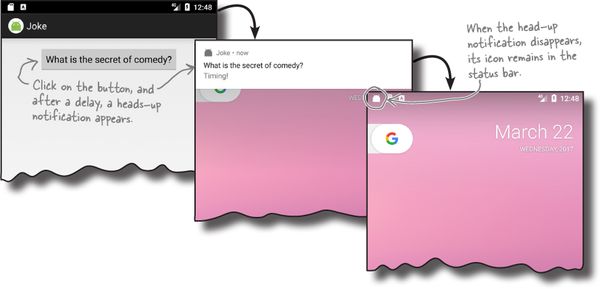 12:48
Joke
What is the secret of comedy?
Click on the button, and
after a delay, a heads-up
notification appears.
Joke • now
What is the secret of comedy?
Timing!
WED
When the head-up
notification disappears,
its icon remains in the
status bar.
12:48
March 22
WEDNESDAY, 2017